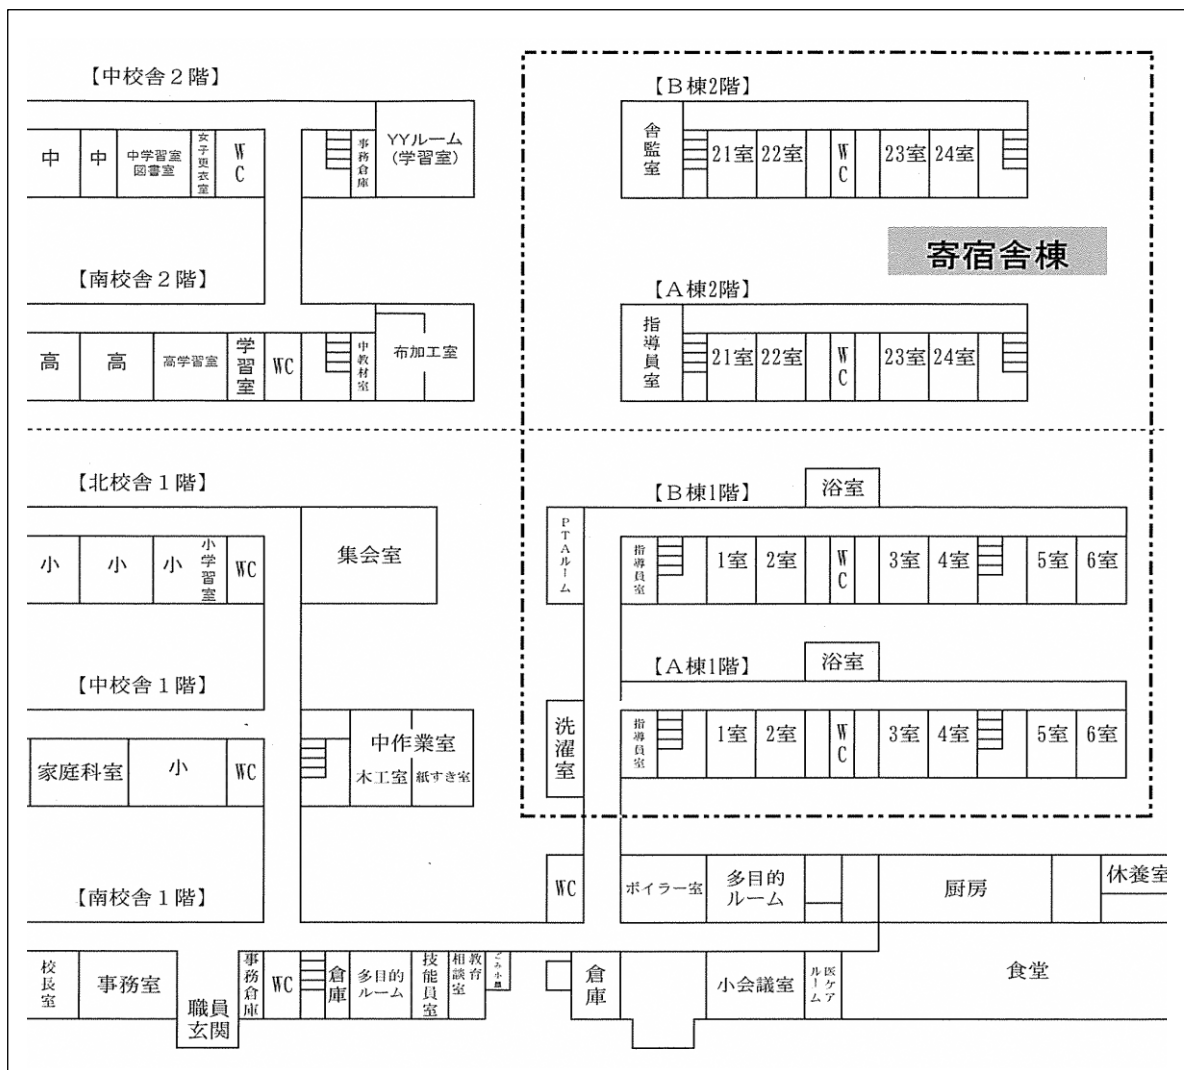 【中校舎２階】
【Ｂ棟2階】
中
中
中学習室
図書室
女子更衣室
WC
事務倉庫
YYルーム
(学習室)
舎監室
21室
22室
WC
23室
24室
寄宿舎棟
【南校舎２階】
【Ａ棟2階】
高
高
高学習室
学習室
WC
中教材室
布加工室
指導員室
21室
22室
WC
23室
24室
【北校舎１階】
【Ｂ棟1階】
浴室
小
小
小
小学習室
WC
集会室
PTAルーム
指導員室
1室
2室
WC
3室
4室
5室
6室
【中校舎１階】
【Ａ棟1階】
浴室
家庭科室
小
WC
中作業室
木工室
紙すき室
洗濯室
指導員室
1室
2室
WC
3室
4室
5室
6室
【南校舎１階】
WC
ボイラー室
多目的
ルーム
厨房
休養室
校長室
事務室
職員
玄関
事務倉庫
WC
倉庫
多目的
ルーム
技能員室
教育
相談室
倉庫
小会議室
医ケア
ルーム
食堂